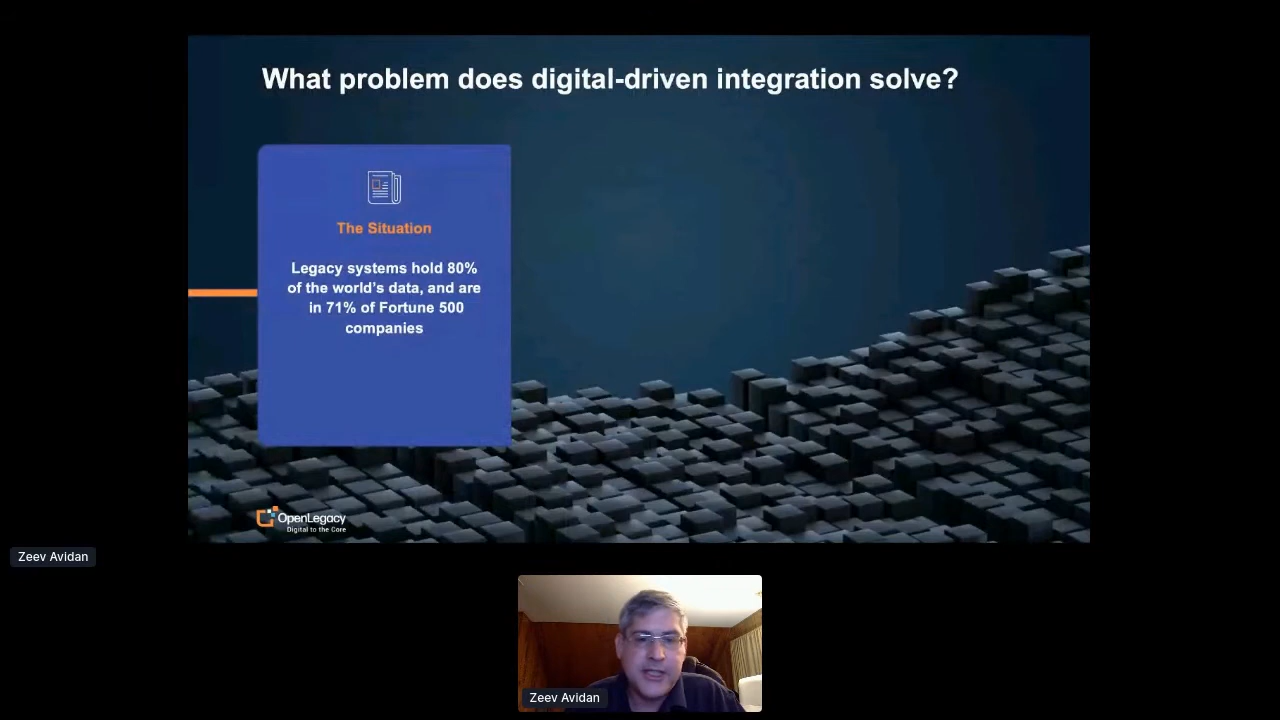 What problem does digital-driven integration solve?
The Situation
Legacy systems hold 80%
of the world's data, and are
in 71% of Fortune 500
companies
OpenLegacy
Digital to the Core
Zeev Avidan
Zeev Avidan